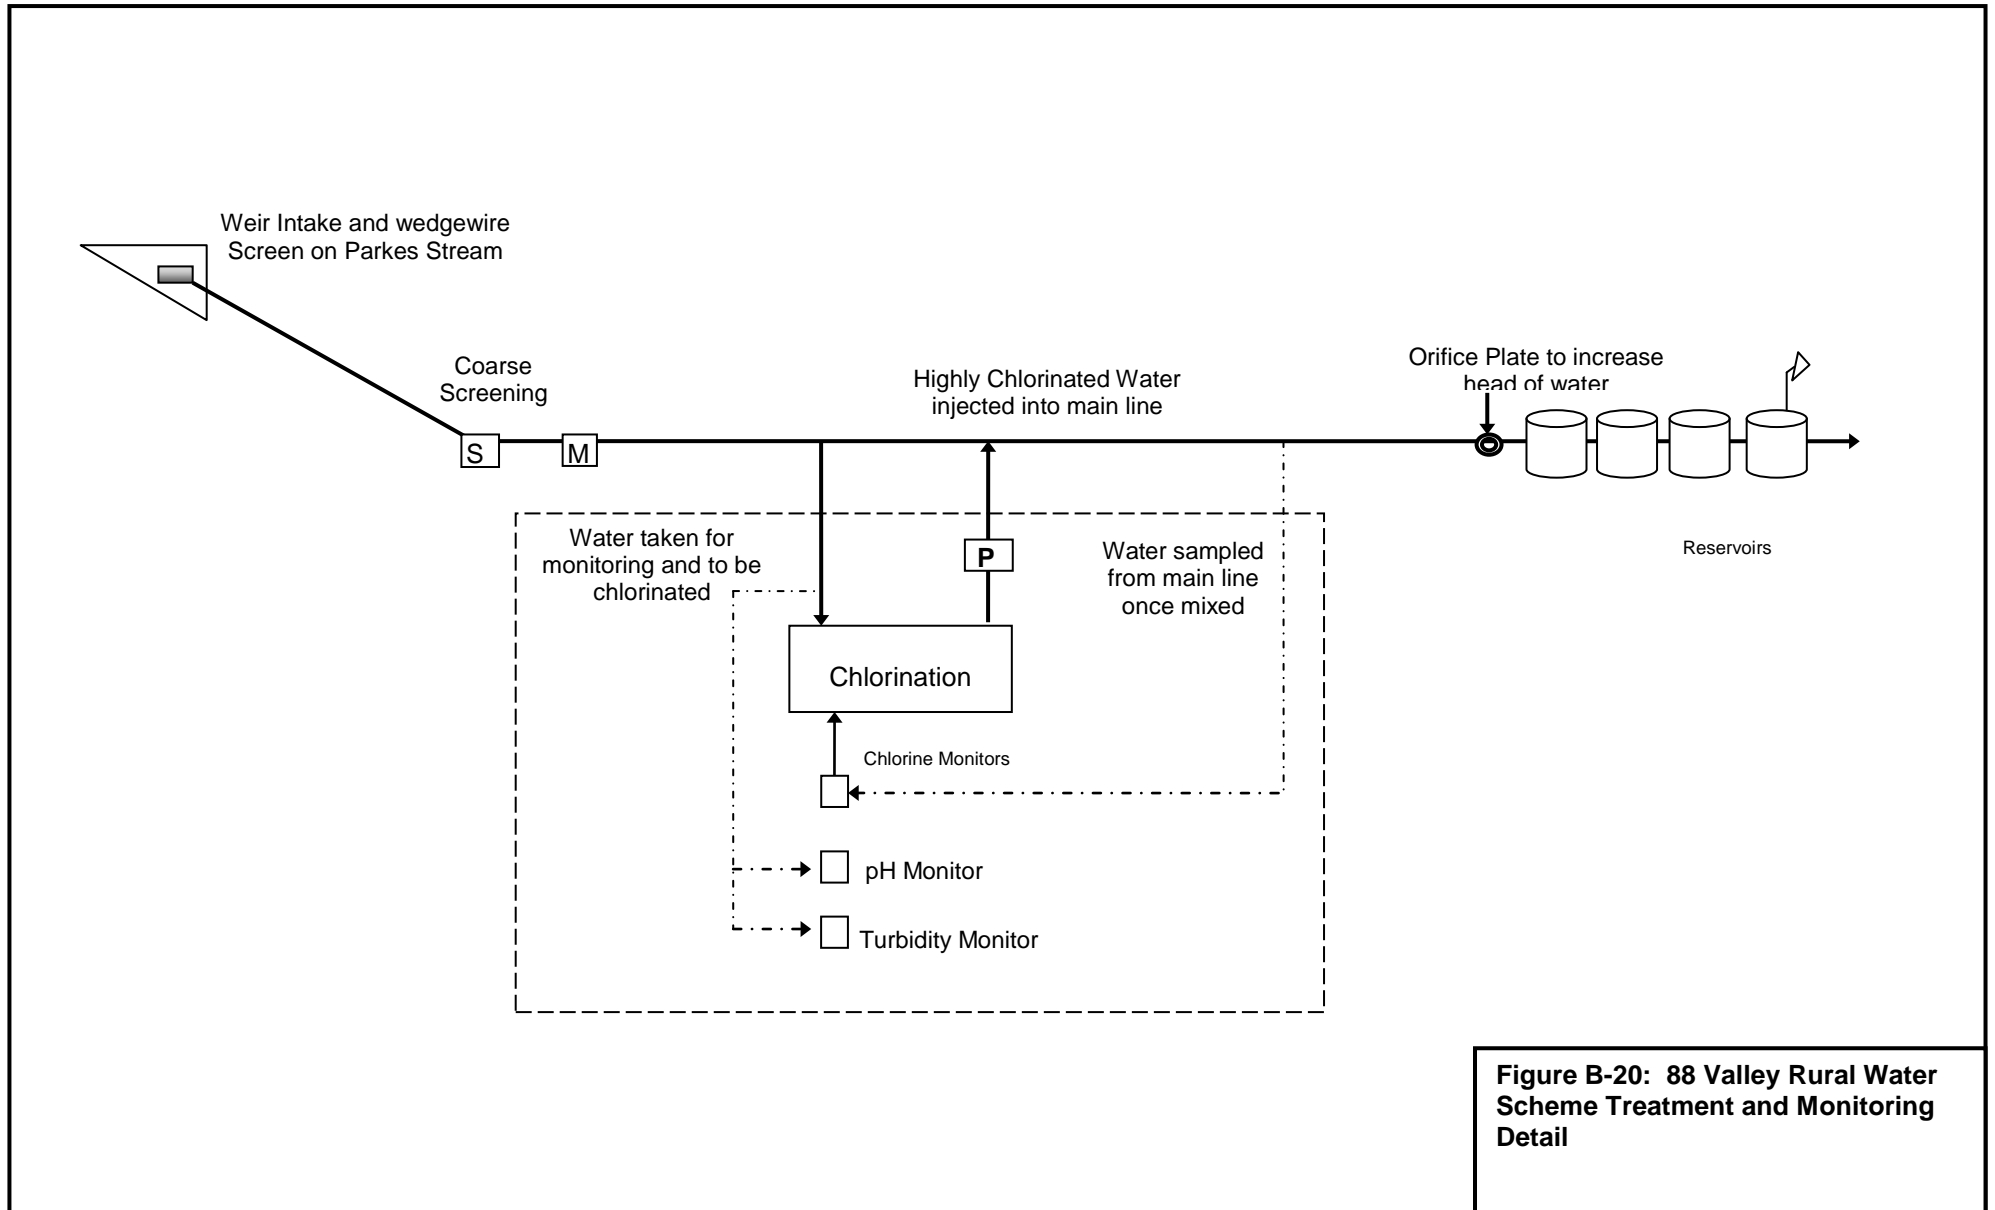 Weir Intake and wedgewire
Screen on Parkes Stream
Coarse
Screening
S
M
Highly Chlorinated Water
injected into main line
Orifice Plate to increase
head of water
Reservoirs
Water taken for
monitoring and to be
chlorinated
P
Water sampled
from main line
once mixed
Chlorination
Chlorine Monitors
pH Monitor
Turbidity Monitor
Figure B-20: 88 Valley Rural Water
Scheme Treatment and Monitoring
Detail